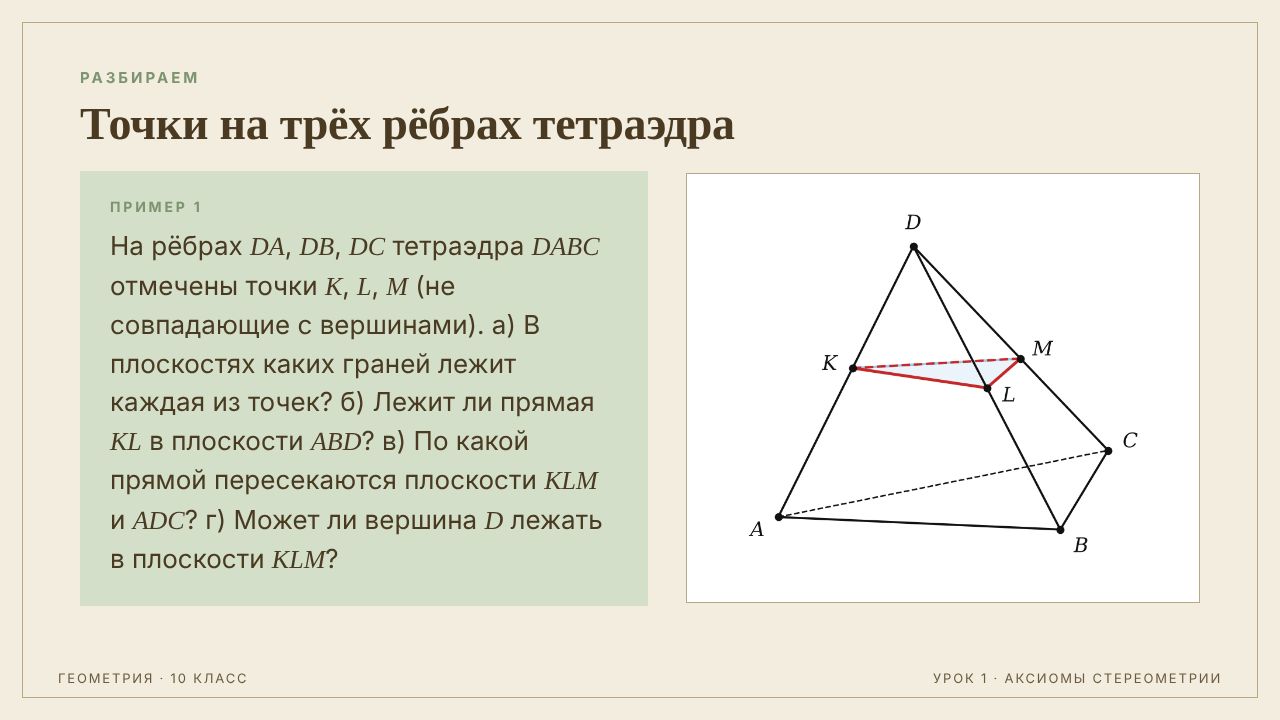 РАЗБИРАЕМ
Точки на трёх рёбрах тетраэдра
ПРИМЕР 1
На рёбрах DA, DB, DC тетраэдра DABC
отмечены точки K, L, M (не
совпадающие с вершинами). а) В
плоскостях каких граней лежит
каждая из точек? б) Лежит ли прямая
KL в плоскости ABD? в) По какой
прямой пересекаются плоскости KLM
и ADC? г) Может ли вершина D лежать
в плоскости KLM?
D
M
K
L
C
A
B
ГЕОМЕТРИЯ · 10 КЛАСС
УРОК 1 · АКСИОМЫ СТЕРЕОМЕТРИИ